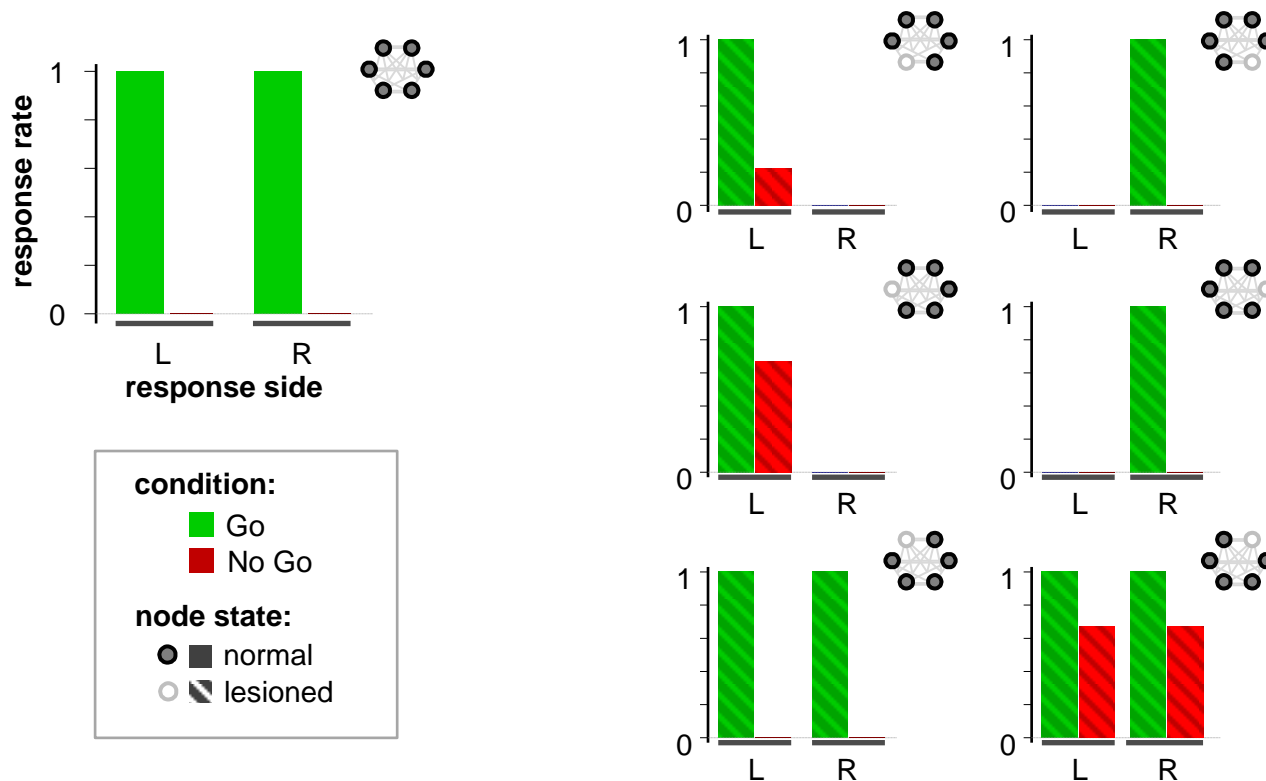 1
0
response rate
L R
response side
condition:
Go
No Go
node state:
normal
lesioned
1
0
L R
1
0
L R
1
0
L R
1
0
L R
1
0
L R
1
0
L R